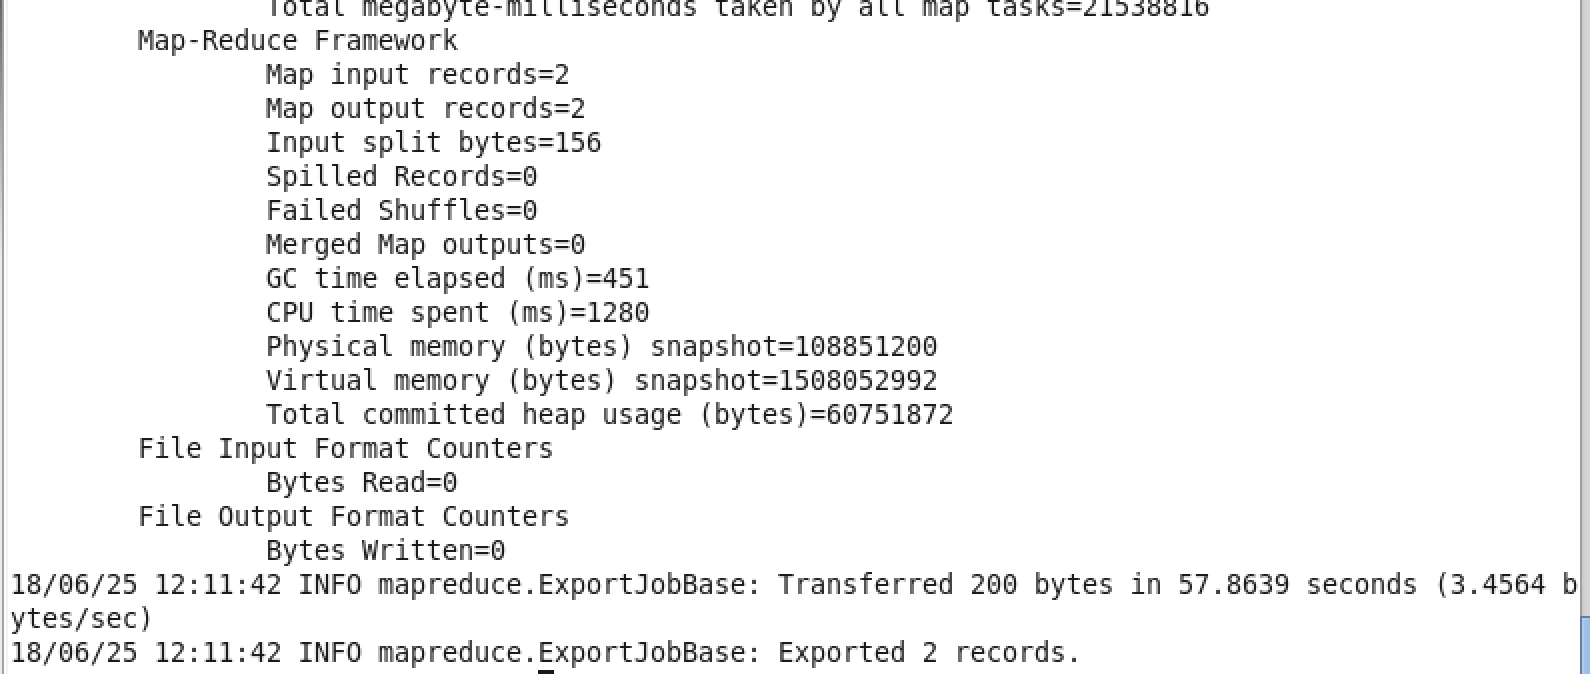 Total megabyte-milliseconds taken by all map tasks=21538816
Map-Reduce Framework
Map input records=2
Map output records=2
Input split bytes=156
Spilled Records=0
Failed Shuffles=0
Merged Map outputs=0
GC time elapsed (ms)=451
CPU time spent (ms)=1280
Physical memory (bytes) snapshot=108851200
Virtual memory (bytes) snapshot=1508052992
Total committed heap usage (bytes)=60751872
File Input Format Counters
Bytes Read=0
File Output Format Counters
Bytes Written=0
18/06/25 12:11:42 INFO mapreduce.ExportJobBase: Transferred 200 bytes in 57.8639 seconds (3.4564 b
ytes/sec)
18/06/25 12:11:42 INFO mapreduce.ExportJobBase: Exported 2 records.